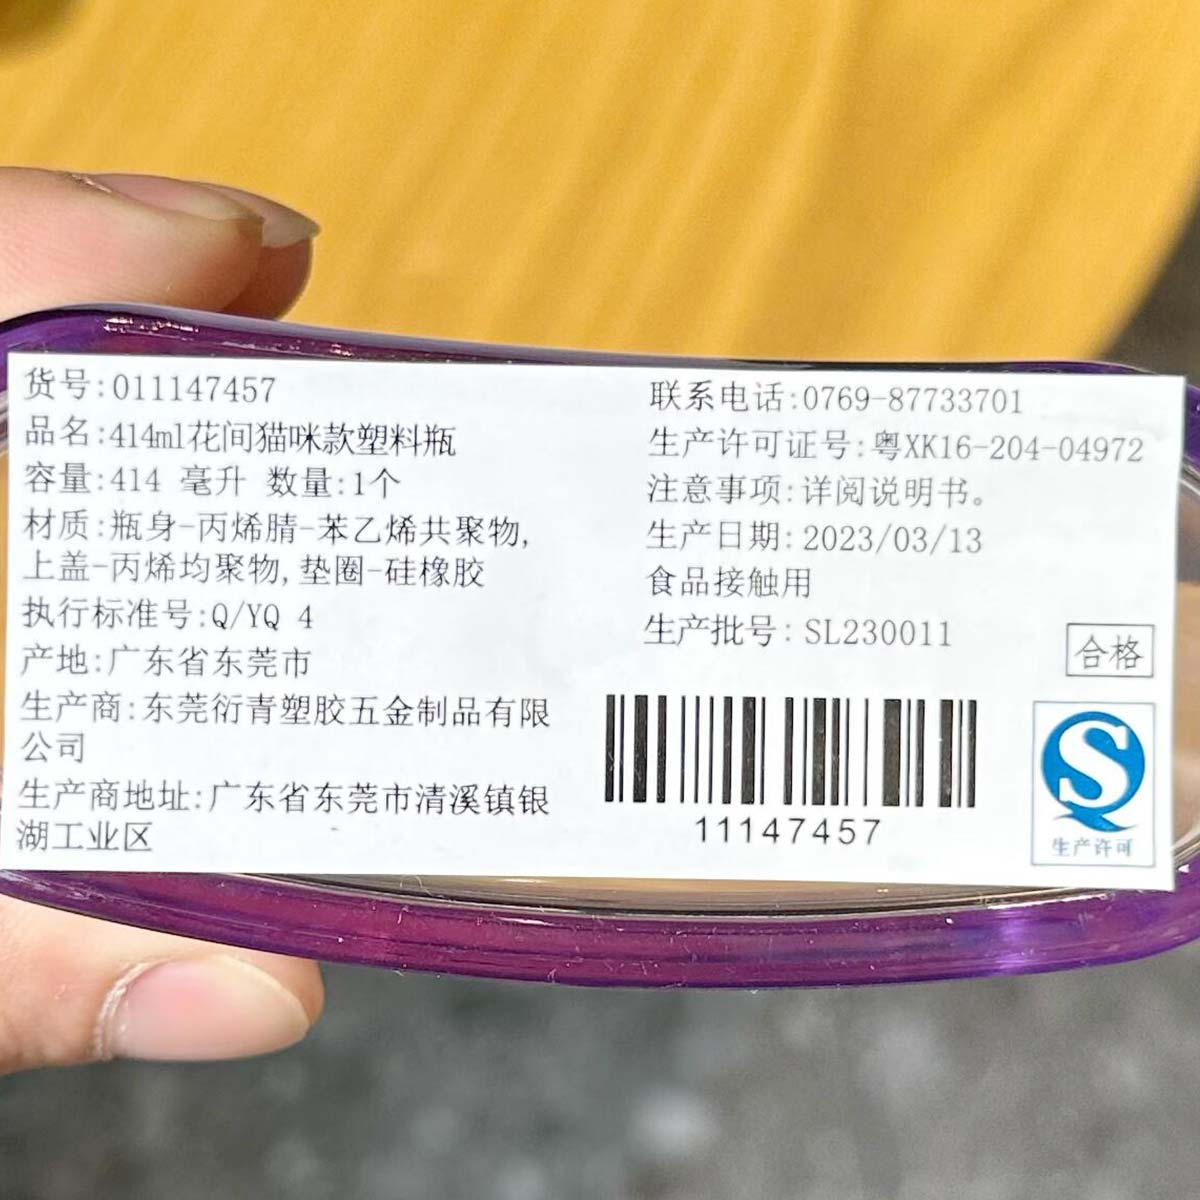 货号:011147457
品名:414ml花间猫咪款塑料瓶
容量:414 毫升 数量:1个
材质:瓶身-丙烯腈-苯乙烯共聚物,
上盖-丙烯均聚物,垫圈-硅橡胶
执行标准号:Q/YQ 4
产地:广东省东莞市
生产商:东莞衍青塑胶五金制品有限
公司
生产商地址:广东省东莞市清溪镇银
湖工业区
联系电话:0769-87733701
生产许可证号:粤XK16-204-04972
注意事项:详阅说明书。
生产日期:2023/03/13
食品接触用
生产批号:SL230011
合格
11147457
S
生产许可